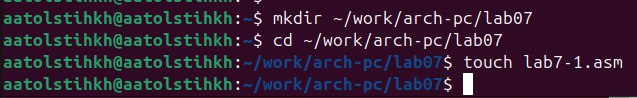 aatolstihkh@aatolstihkh:~$ mkdir ~/work/arch-pc/lab07
aatolstihkh@aatolstihkh:~$ cd ~/work/arch-pc/lab07
aatolstihkh@aatolstihkh:~/work/arch-pc/lab07$ touch lab7-1.asm
aatolstihkh@aatolstihkh:~/work/arch-pc/lab07$